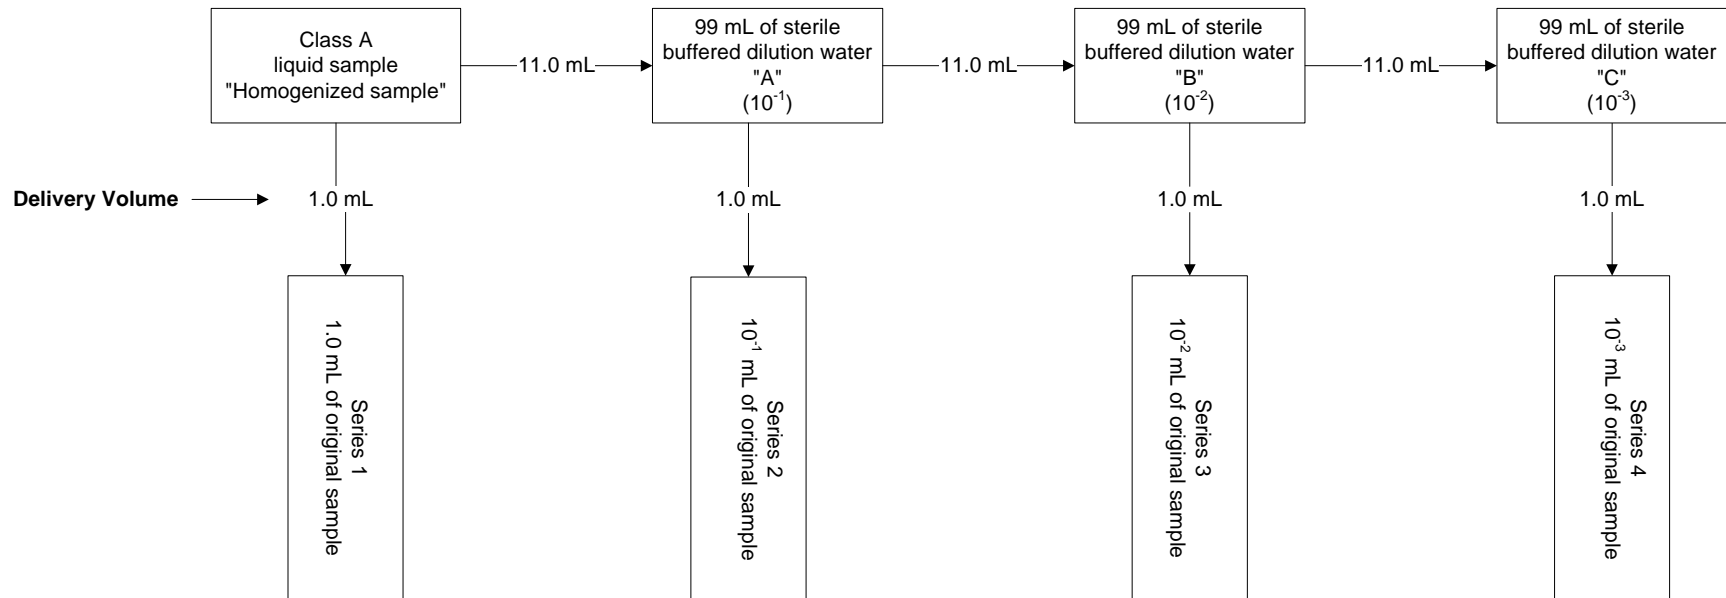 Class A
liquid sample
"Homogenized sample"
11.0 mL
99 mL of sterile
buffered dilution water
"A"
(10⁻¹)
11.0 mL
99 mL of sterile
buffered dilution water
"B"
(10⁻²)
11.0 mL
99 mL of sterile
buffered dilution water
"C"
(10⁻³)
Delivery Volume
1.0 mL
1.0 mL
1.0 mL
1.0 mL
Series 1
1.0 mL of original sample
Series 2
10⁻¹ mL of original sample
Series 3
10⁻² mL of original sample
Series 4
10⁻³ mL of original sample